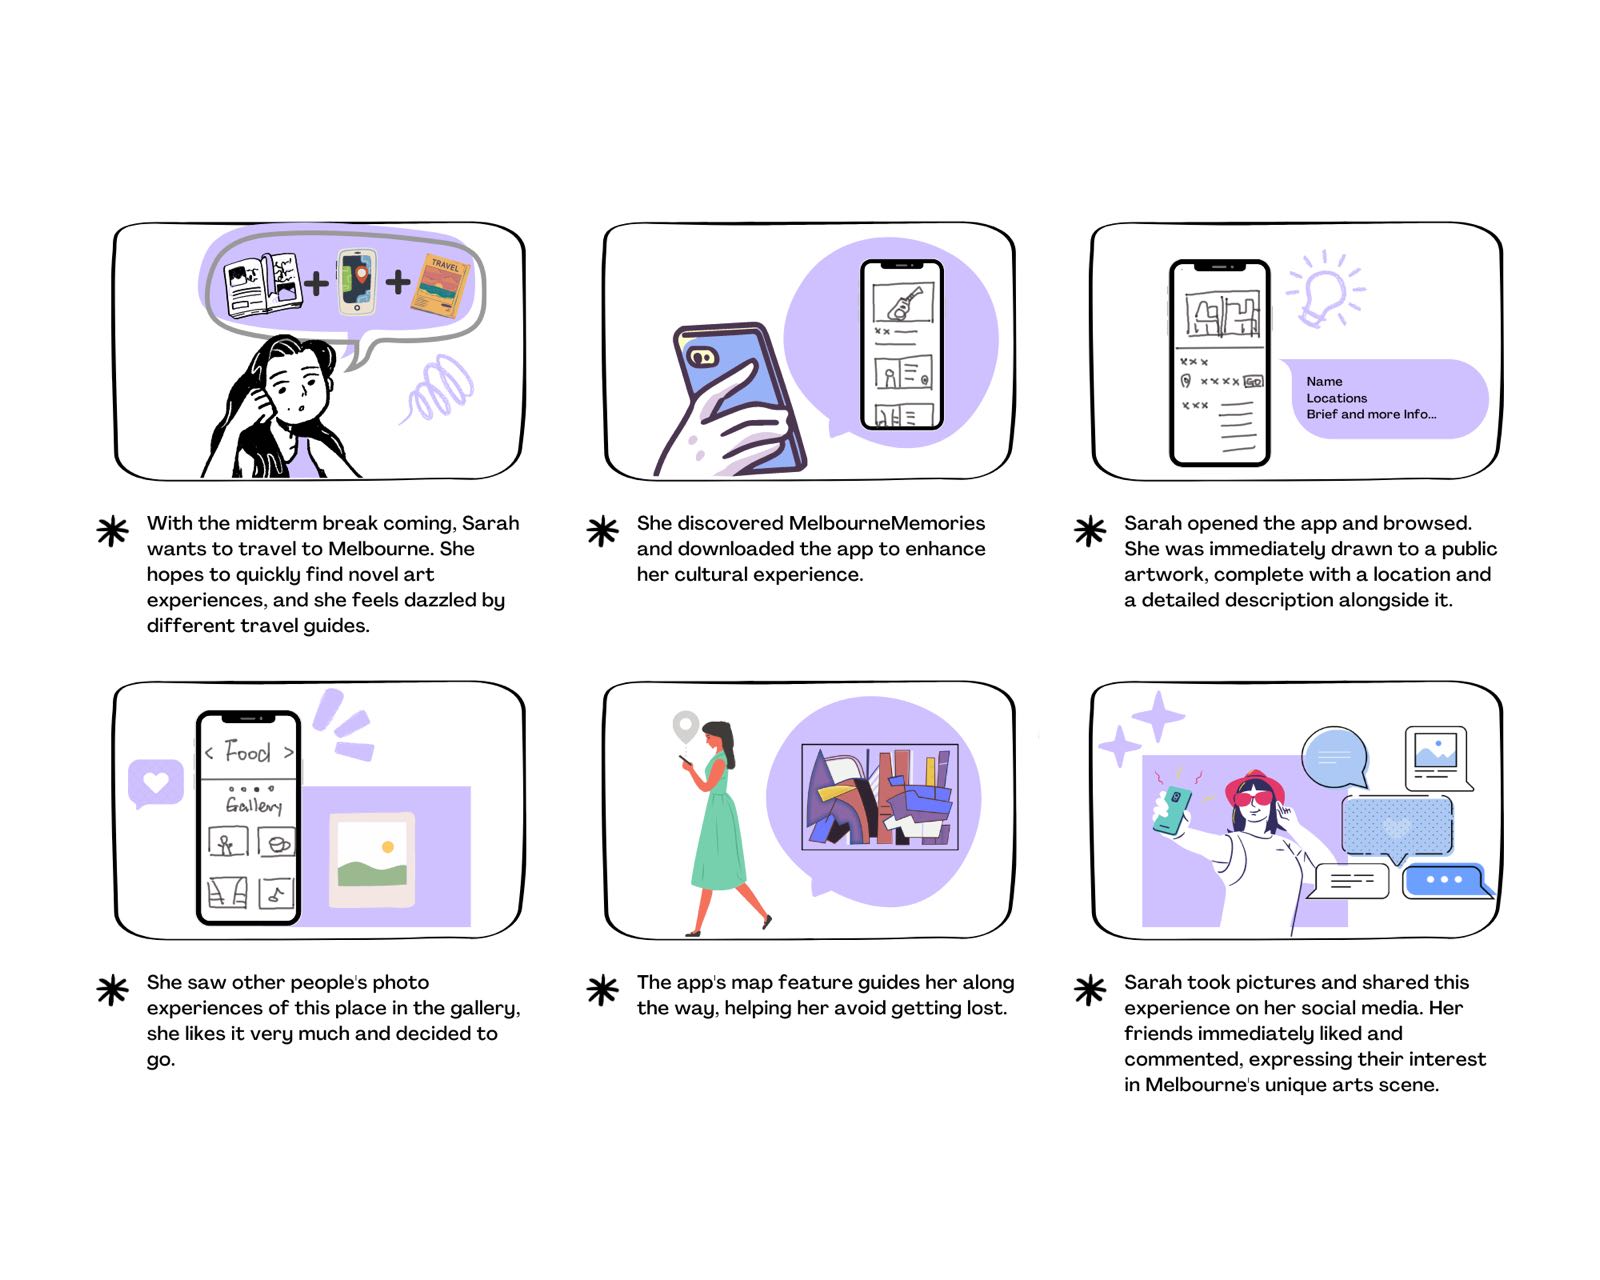 TRAVEL
Name
Locations
Brief and more Info...
GO
With the midterm break coming, Sarah
wants to travel to Melbourne. She
hopes to quickly find novel art
experiences, and she feels dazzled by
different travel guides.
She discovered MelbourneMemories
and downloaded the app to enhance
her cultural experience.
Sarah opened the app and browsed.
She was immediately drawn to a public
artwork, complete with a location and
a detailed description alongside it.
< Food >
Gallery
She saw other people's photo
experiences of this place in the gallery,
she likes it very much and decided to
go.
The app's map feature guides her along
the way, helping her avoid getting lost.
Sarah took pictures and shared this
experience on her social media. Her
friends immediately liked and
commented, expressing their interest
in Melbourne's unique arts scene.